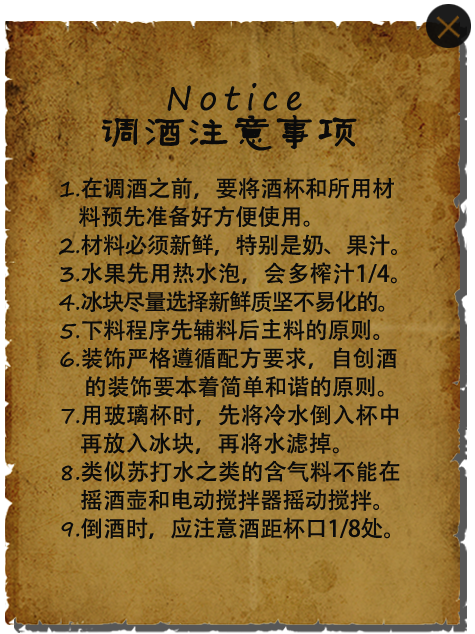 Notice
调酒注意事项
1.在调酒之前，要将酒杯和所用材
料预先准备好方便使用。
2.材料必须新鲜，特别是奶、果汁。
3.水果先用热水泡，会多榨汁1/4。
4.冰块尽量选择新鲜质坚不易化的。
5.下料程序先辅料后主料的原则。
6.装饰严格遵循配方要求，自创酒
的装饰要本着简单和谐的原则。
7.用玻璃杯时，先将冷水倒入杯中
再放入冰块，再将水滤掉。
8.类似苏打水之类的含气料不能在
摇酒壶和电动搅拌器摇动搅拌。
9.倒酒时，应注意酒距杯口1/8处。